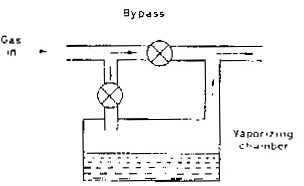 Bypass
Gas
in
Vaporizing
chamber